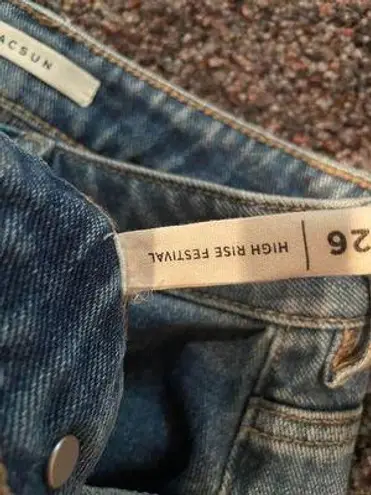 ACSUN
26 | HIGH RISE FESTIVAL